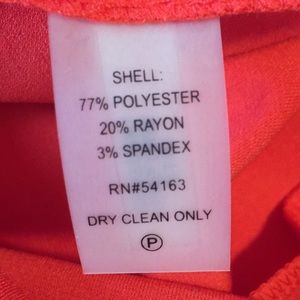 SHELL:
77% POLYESTER
20% RAYON
3% SPANDEX
RN#54163
DRY CLEAN ONLY
P